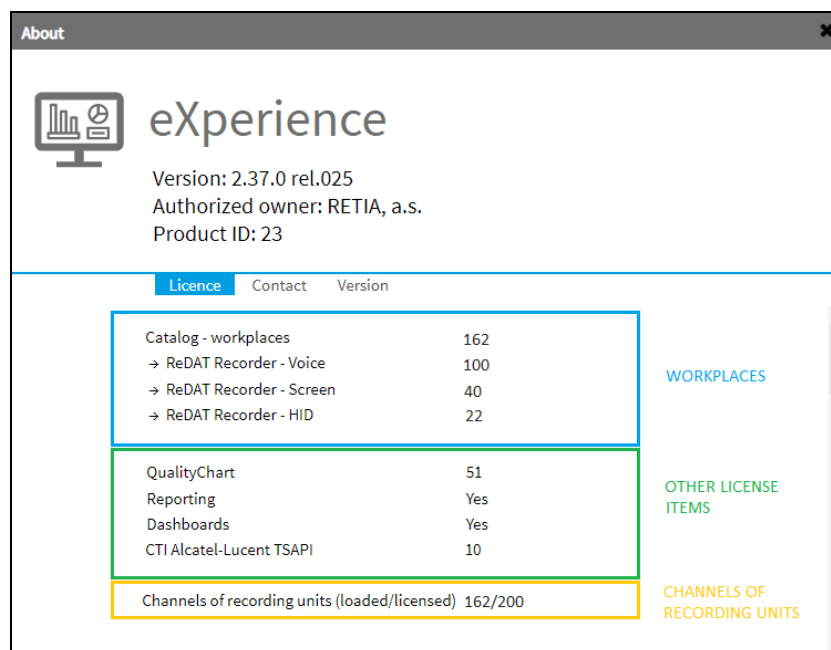 About
eXperience
Version: 2.37.0 rel.025
Authorized owner: RETIA, a.s.
Product ID: 23
Licence Contact Version
Catalog - workplaces 162
→ ReDAT Recorder - Voice 100
→ ReDAT Recorder - Screen 40
→ ReDAT Recorder - HID 22
WORKPLACES
QualityChart 51
Reporting Yes
Dashboards Yes
CTI Alcatel-Lucent TSAPI 10
OTHER LICENSE
ITEMS
Channels of recording units (loaded/licensed) 162/200
CHANNELS OF
RECORDING UNITS